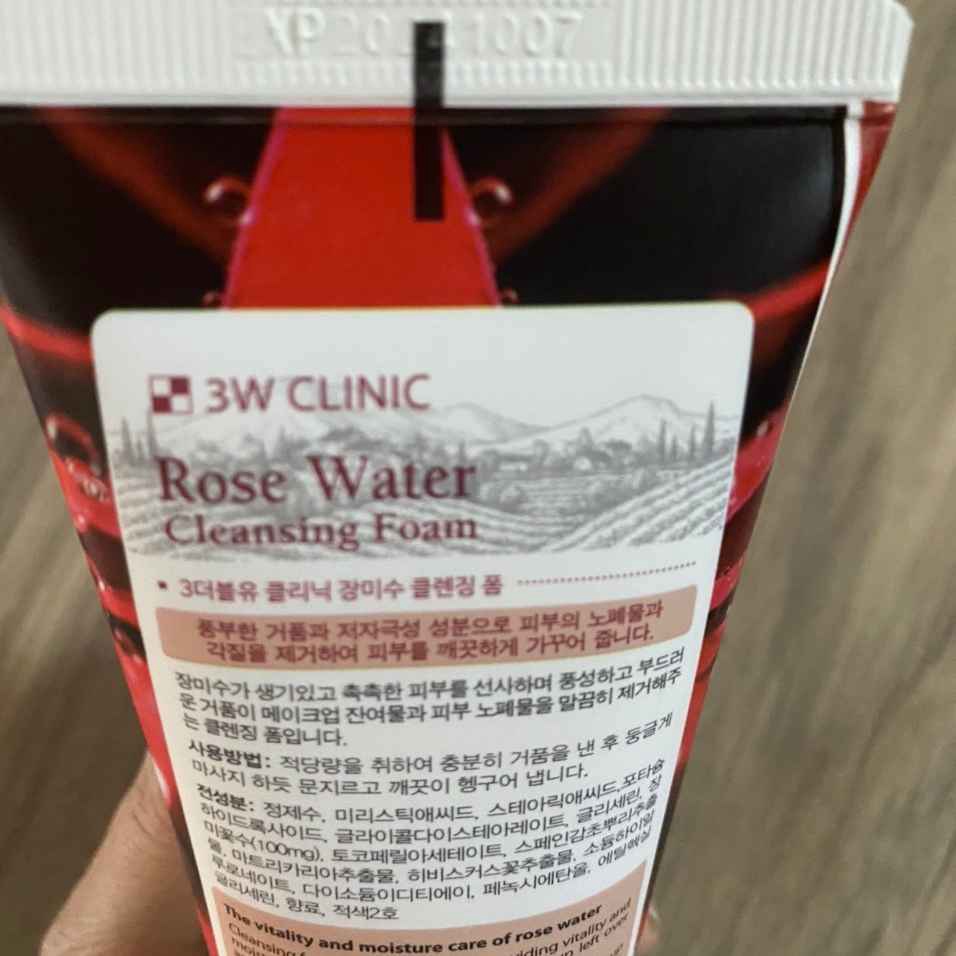 XP 20 1007
3W CLINIC
Rose Water
Cleansing Foam
3더블유 클리닉 장미수 클렌징 폼
풍부한 거품과 저자극성 성분으로 피부의 노폐물과
각질을 제거하여 피부를 깨끗하게 가꾸어 줍니다.
장미수가 생기있고 촉촉한 피부를 선사하며 풍성하고 부드러
운 거품이 메이크업 잔여물과 피부 노폐물을 말끔히 제거해주
는 클렌징 폼입니다.
사용방법: 적당량을 취하여 충분히 거품을 낸 후 둥글게
마사지 하듯 문지르고 깨끗이 헹구어 냅니다.
전성분: 정제수, 미리스틱애씨드, 스테아릭애씨드,포타슘
하이드록사이드, 글라이콜다이스테아레이트, 글리세린, 장
미꽃수(100mg), 토코페릴아세테이트, 스페인감초뿌리추출
물, 마트리카리아추출물, 히비스커스꽃추출물, 소듐하이알
루로네이트, 다이소듐이디티에이, 페녹시에탄올, 에틸헥실
글리세린, 향료, 적색2호
The vitality and moisture care of rose water
Cleansing viding vitality and
left over